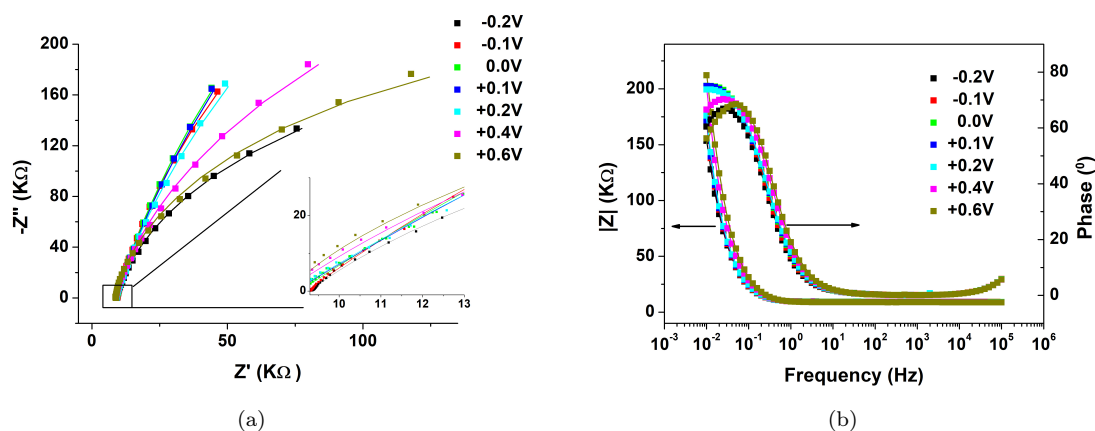 200
160
120
80
40
0
-Z'' (KΩ)
0
50
100
Z' (KΩ)
-0.2V
-0.1V
0.0V
+0.1V
+0.2V
+0.4V
+0.6V
20
0
10
11
12
13
(a)
200
150
100
50
0
|Z| (KΩ)
80
60
40
20
0
Phase (⁰)
-0.2V
-0.1V
0.0V
+0.1V
+0.2V
+0.4V
+0.6V
10⁻³ 10⁻² 10⁻¹ 10⁰ 10¹ 10² 10³ 10⁴ 10⁵ 10⁶
Frequency (Hz)
(b)